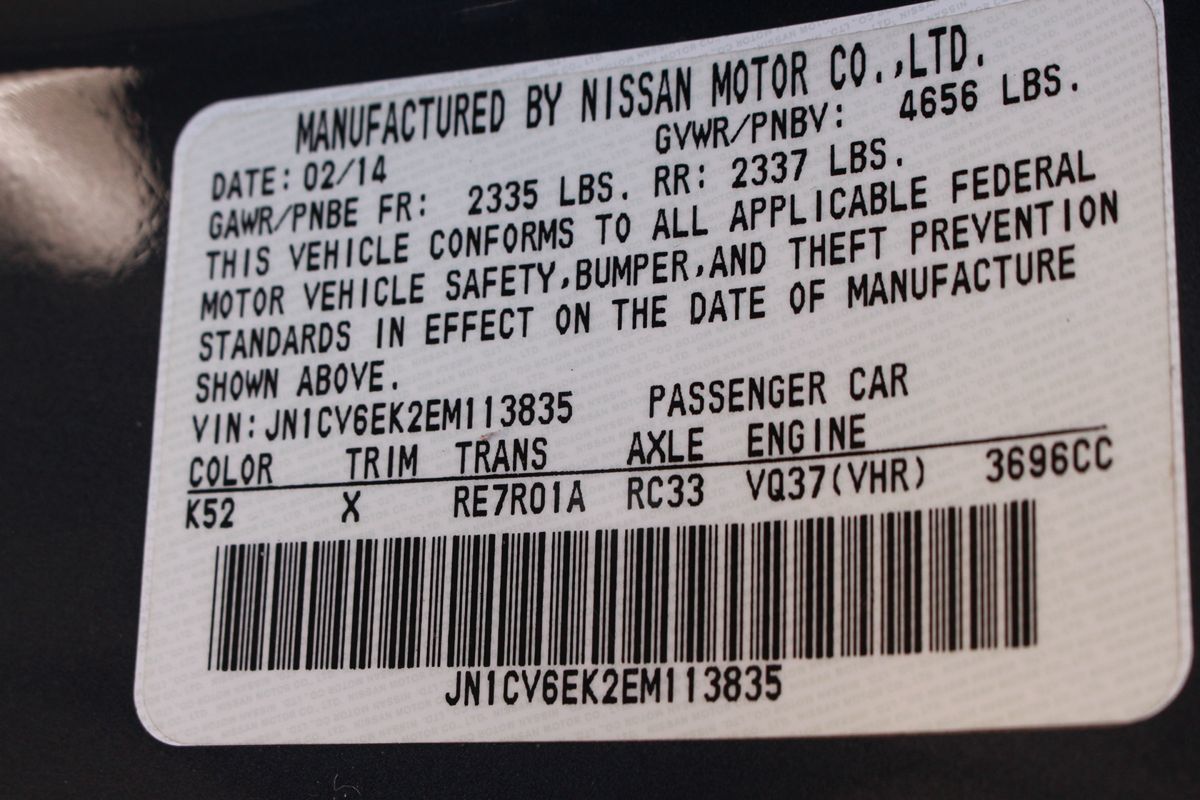 MANUFACTURED BY NISSAN MOTOR CO.,LTD.
DATE: 02/14 GVWR/PNBV: 4656 LBS.
GAWR/PNBE FR: 2335 LBS. RR: 2337 LBS.
THIS VEHICLE CONFORMS TO ALL APPLICABLE FEDERAL
MOTOR VEHICLE SAFETY,BUMPER,AND THEFT PREVENTION
STANDARDS IN EFFECT ON THE DATE OF MANUFACTURE
SHOWN ABOVE.
VIN:JN1CV6EK2EM113835 PASSENGER CAR
COLOR TRIM TRANS AXLE ENGINE
K52 X RE7R01A RC33 VQ37(VHR) 3696CC
JN1CV6EK2EM113835